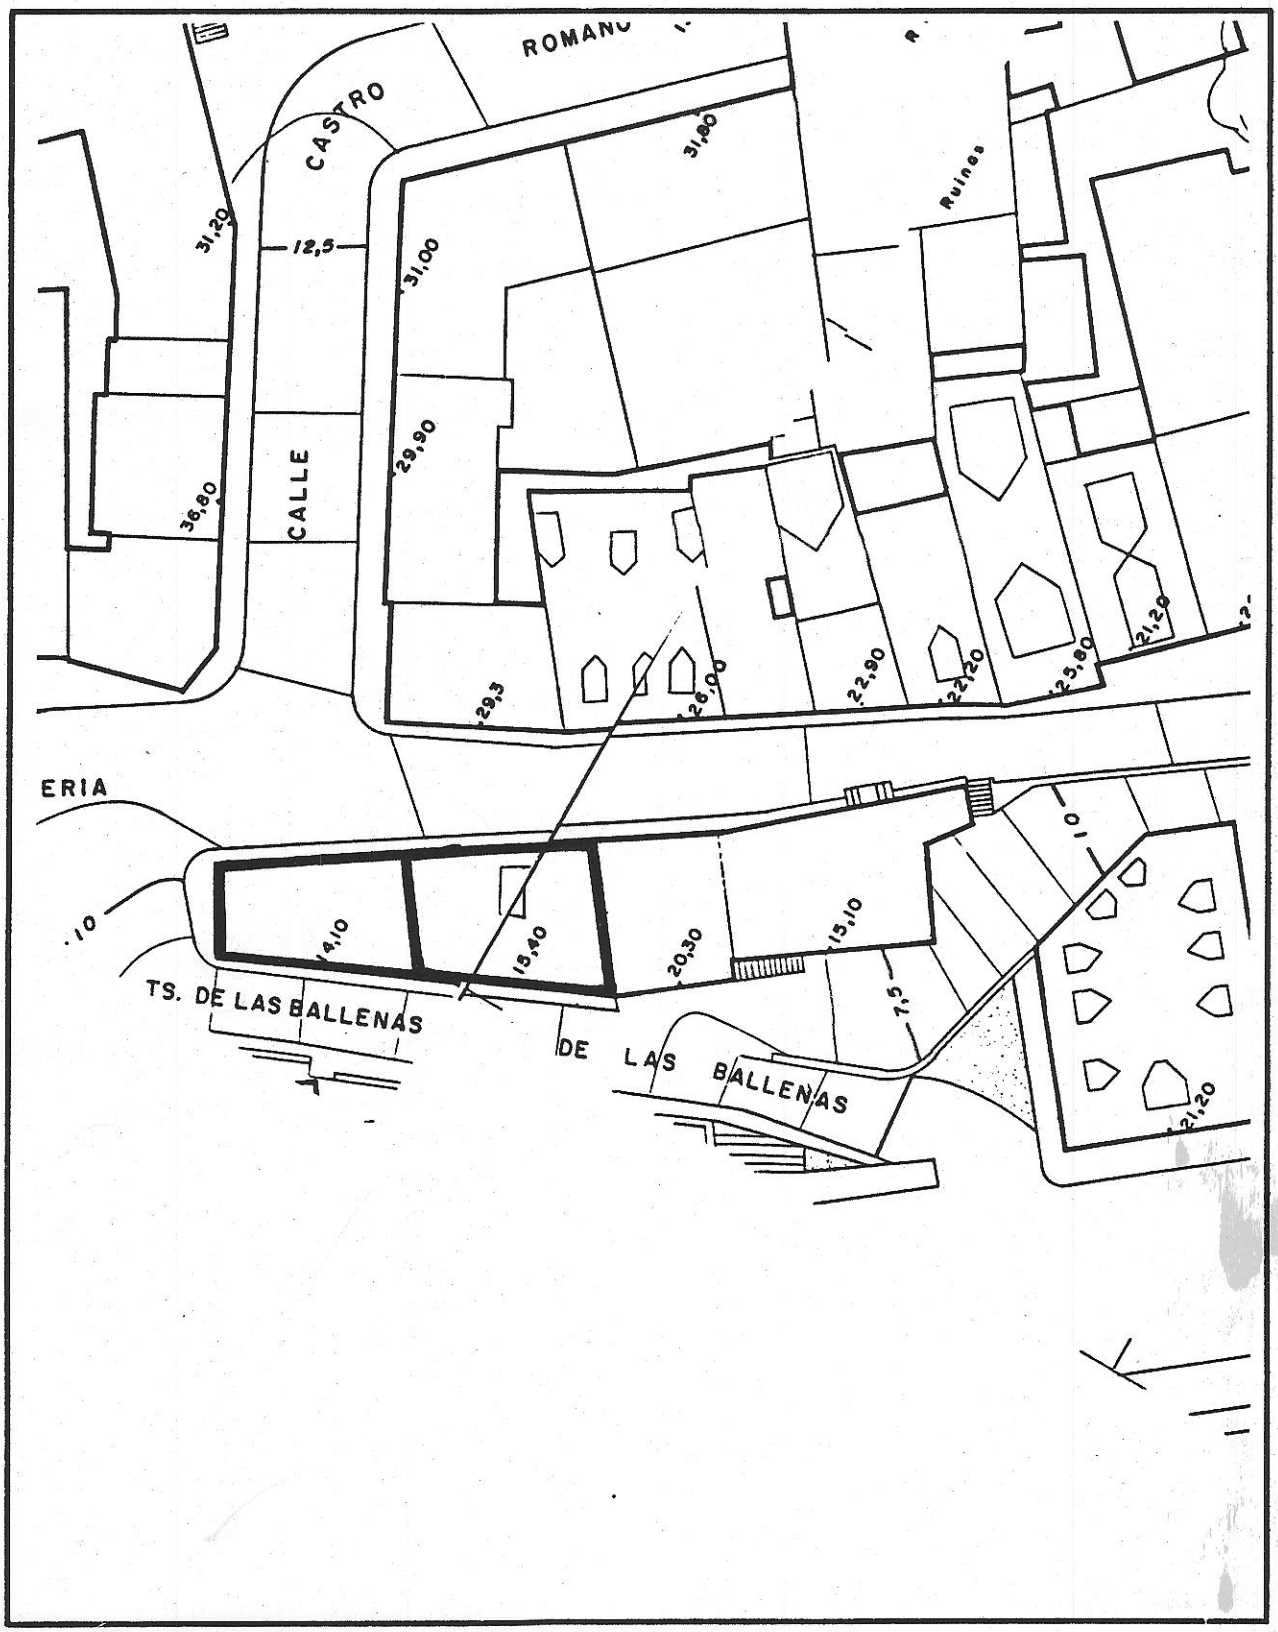 ROMANO
CASTRO
31,80
Ruinas
31,20
12,5
31,00
29,90
CALLE
36,80
29,3
26,00
22,90
22,20
25,80
21,20
ERIA
10
10
14,10
15,40
20,30
15,10
7,5
TS. DE LAS BALLENAS
DE LAS BALLENAS
21,20